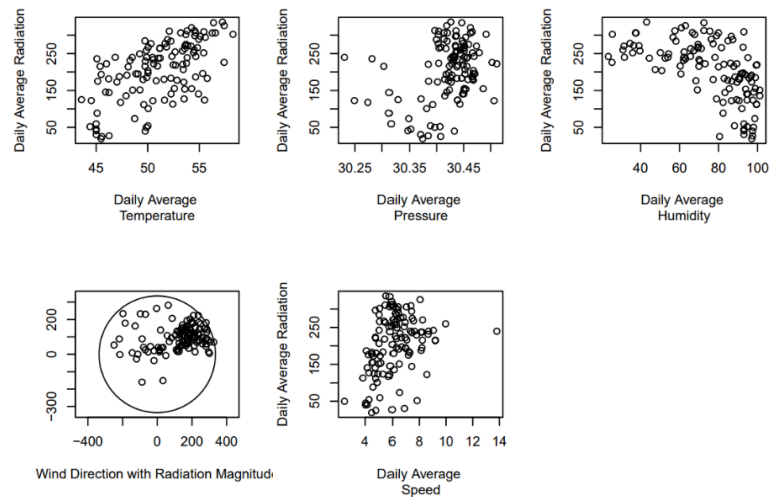 Daily Average Radiation
50 150 250
45 50 55
Daily Average
Temperature
Daily Average Radiation
50 150 250
30.25 30.35 30.45
Daily Average
Pressure
Daily Average Radiation
50 150 250
40 60 80 100
Daily Average
Humidity
-300 0 200
-400 0 200 400
Wind Direction with Radiation Magnitud
Daily Average Radiation
50 150 250
4 6 8 10 12 14
Daily Average
Speed